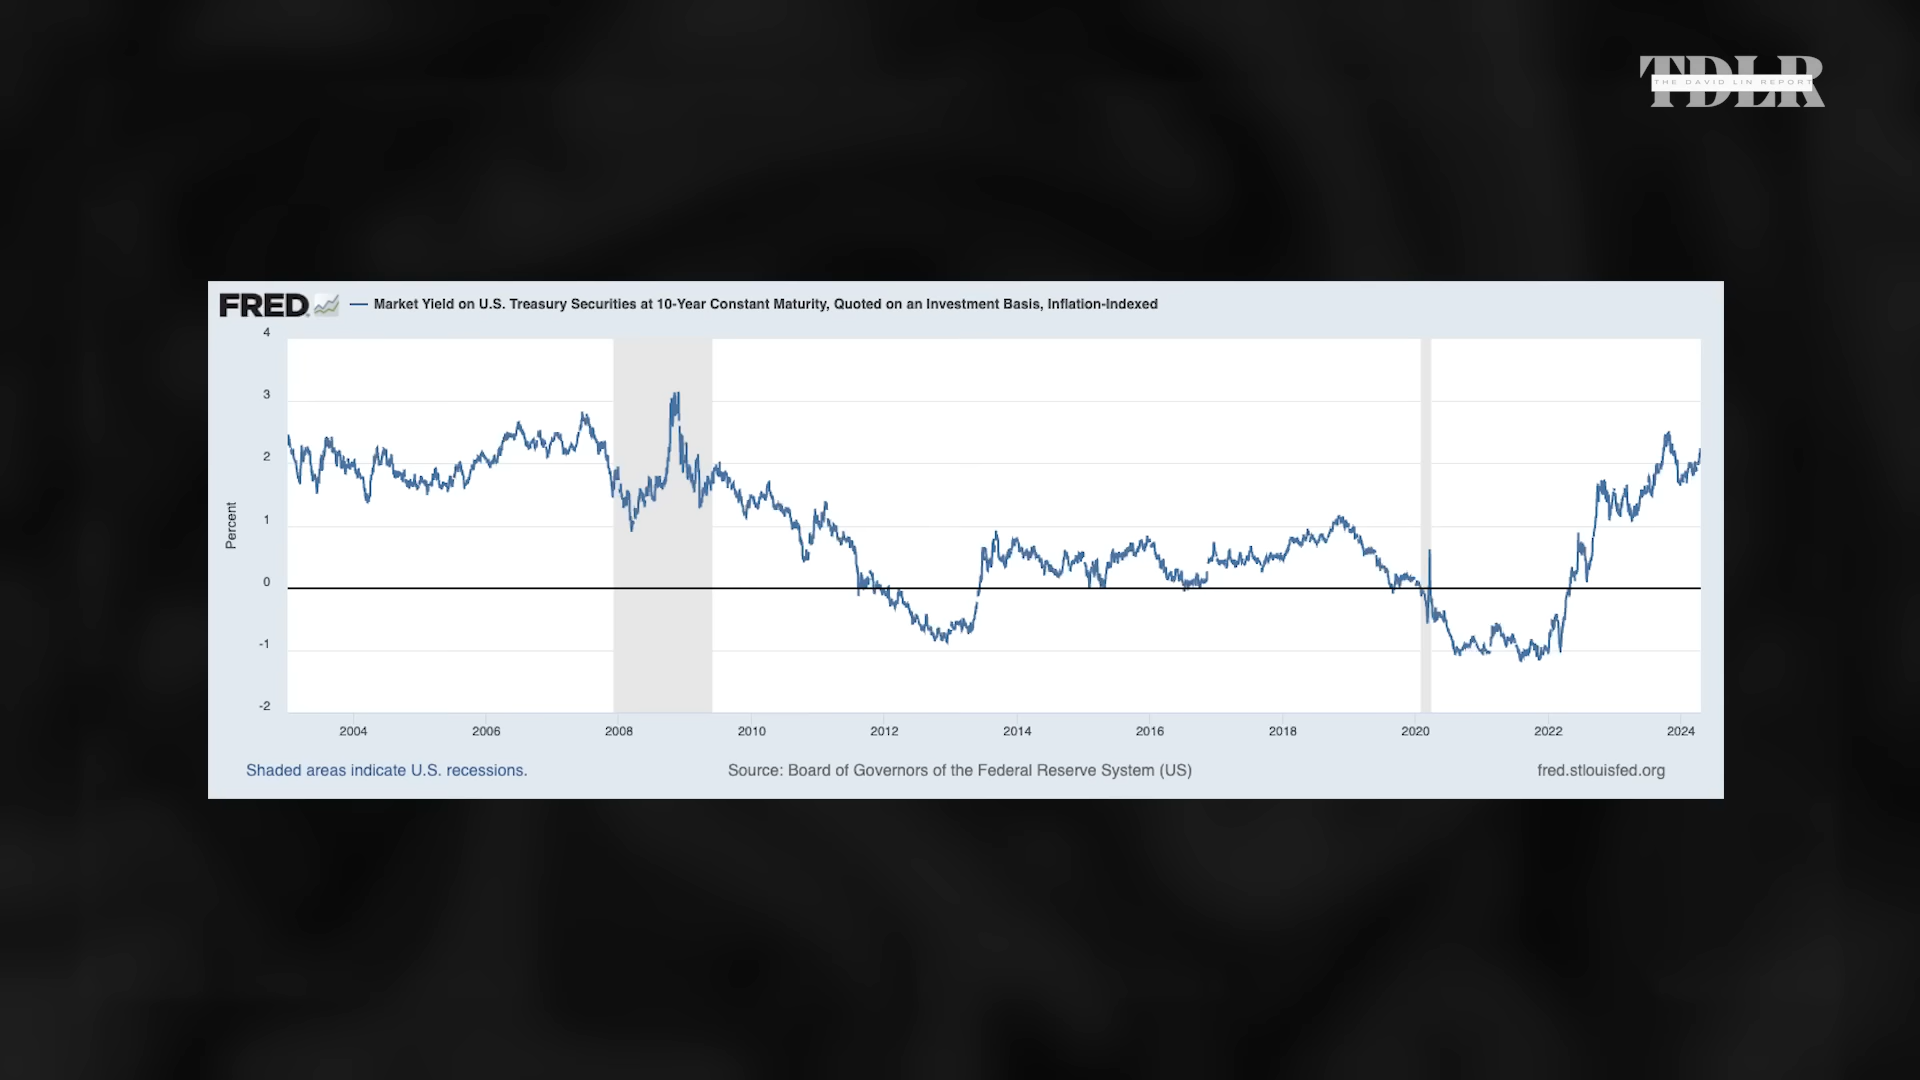 TDLR
THE DAVID LIN REPORT
FRED
Market Yield on U.S. Treasury Securities at 10-Year Constant Maturity, Quoted on an Investment Basis, Inflation-Indexed
4
3
2
1
0
-1
-2
Percent
2004 2006 2008 2010 2012 2014 2016 2018 2020 2022 2024
Shaded areas indicate U.S. recessions. Source: Board of Governors of the Federal Reserve System (US) fred.stlouisfed.org